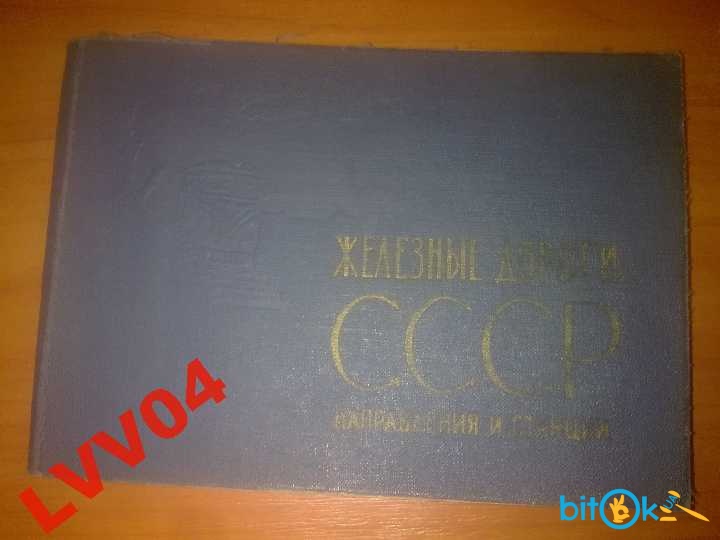 ЖЕЛЕЗНЫЕ ДОРОГИ
СССР
НАПРАВЛЕНИЯ И СТАНЦИИ
LVV04
bitOk